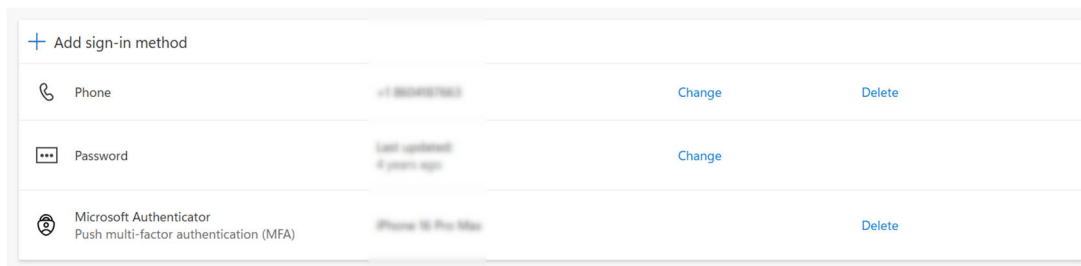 + Add sign-in method
Phone Change Delete
Password Change
Microsoft Authenticator
Push multi-factor authentication (MFA) Delete